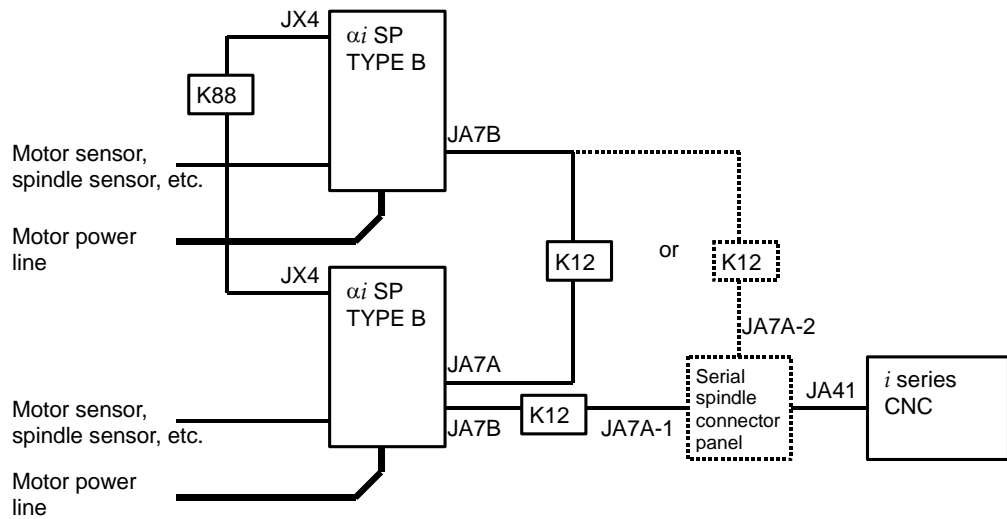 JX4
αi SP
TYPE B
K88
JA7B
Motor sensor,
spindle sensor, etc.
Motor power
line
K12
or
K12
JX4
αi SP
TYPE B
JA7A-2
JA7A
Serial
spindle
connector
panel
JA41
i series
CNC
Motor sensor,
spindle sensor, etc.
JA7B
K12
JA7A-1
Motor power
line